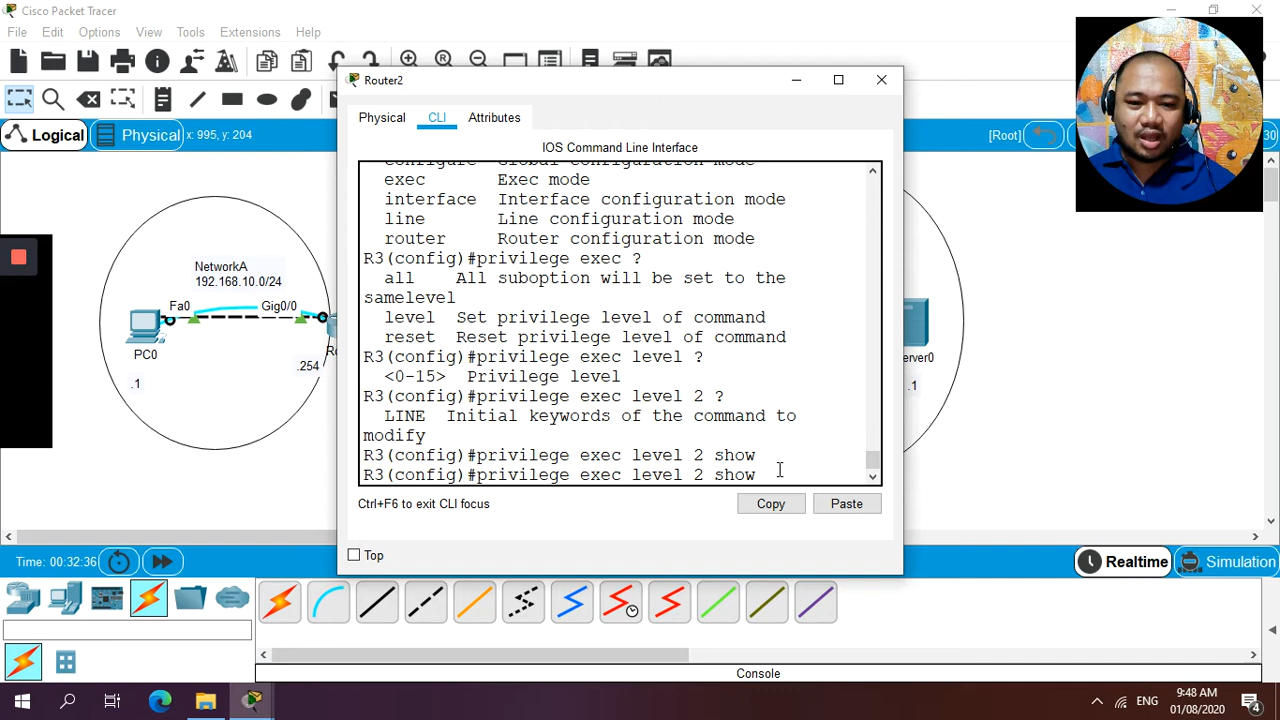 Cisco Packet Tracer
File Edit Options View Tools Extensions Help
Logical Physical x: 995, y: 204 [Root] 30
Router2
Physical CLI Attributes
IOS Command Line Interface
configure Global configuration mode
exec Exec mode
interface Interface configuration mode
line Line configuration mode
router Router configuration mode
R3(config)#privilege exec ?
all All suboption will be set to the
samelevel
level Set privilege level of command
reset Reset privilege level of command
R3(config)#privilege exec level ?
<0-15> Privilege level
R3(config)#privilege exec level 2 ?
LINE Initial keywords of the command to
modify
R3(config)#privilege exec level 2 show
R3(config)#privilege exec level 2 show
Ctrl+F6 to exit CLI focus
Copy Paste
Top
NetworkA
192.168.10.0/24
Fa0 Gig0/0
PC0
.1
.254
erver0
.1
Time: 00:32:36
Realtime Simulation
Console
ENG
9:48 AM
01/08/2020
4